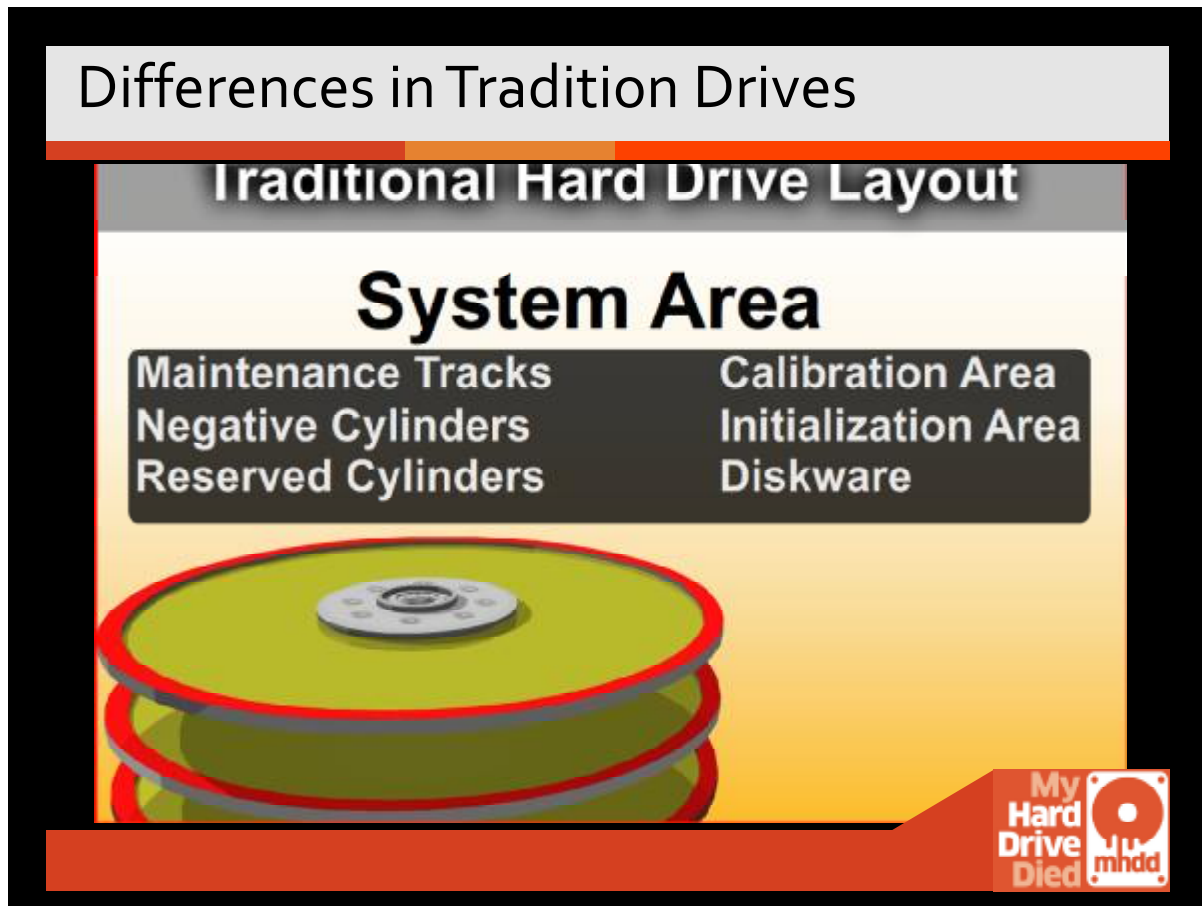 Differences in Tradition Drives
Traditional Hard Drive Layout
System Area
Maintenance Tracks
Negative Cylinders
Reserved Cylinders
Calibration Area
Initialization Area
Diskware
My
Hard
Drive
Died
mhdd